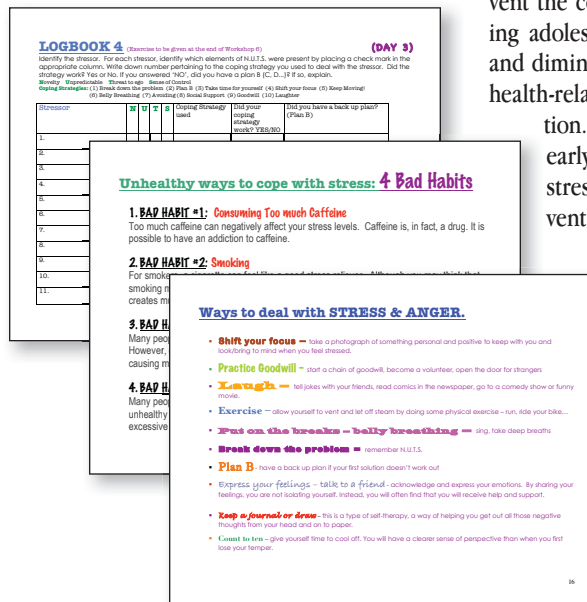 vent the c
ing adoles
and dimin
health-rela
tion.
early
stres
vent
LOGBOOK 4 (Exercise to be given at the end of Workshop 6) (DAY 3)
Identify the stressor. For each stressor, identify which elements of N.U.T.S. were present by placing a check mark in the
appropriate column. Write down number pertaining to the coping strategy you used to deal with the stressor. Did the
strategy work? Yes or No. If you answered 'NO', did you have a plan B (C, D...)? If so, explain.
Novelty Unpredictable Threat to ego Sense of Control
Coping Strategies: (1) Break down the problem (2) Plan B (3) Take time for yourself (4) Shift your focus (5) Keep Moving!
(6) Belly Breathing (7) Avoiding (8) Social Support (9) Goodwill (10) Laughter
Stressor N U T S Coping Strategy used Did your coping strategy work? YES/NO Did you have a back up plan? (Plan B)
1.
2.
3.
4.
5.
6.
7.
8.
9.
10.
11.
Unhealthy ways to cope with stress: 4 Bad Habits
1. BAD HABIT #1: Consuming Too much Caffeine
Too much caffeine can negatively affect your stress levels. Caffeine is, in fact, a drug. It is
possible to have an addiction to caffeine.
2. BAD HABIT #2: Smoking
For smoke
smoking n
creates m
3. BAD H
Many peop
However,
causing m
4. BAD H
Many peop
unhealthy
excessive
Ways to deal with STRESS & ANGER.
• Shift your focus – take a photograph of something personal and positive to keep with you and
look/bring to mind when you feel stressed.
• Practice Goodwill – start a chain of goodwill, become a volunteer, open the door for strangers
• Laugh – tell jokes with your friends, read comics in the newspaper, go to a comedy show or funny
movie.
• Exercise – allow yourself to vent and let off steam by doing some physical exercise – run, ride your bike…
• Put on the breaks – belly breathing – sing, take deep breaths
• Break down the problem – remember N.U.T.S.
• Plan B - have a back up plan if your first solution doesn't work out
• Express your feelings – talk to a friend - acknowledge and express your emotions. By sharing your
feelings, you are not isolating yourself. Instead, you will often find that you will receive help and support.
• Keep a journal or draw – this is a type of self-therapy, a way of helping you get out all those negative
thoughts from your head and on to paper.
• Count to ten – give yourself time to cool off. You will have a clearer sense of perspective than when you first
lose your temper.
16